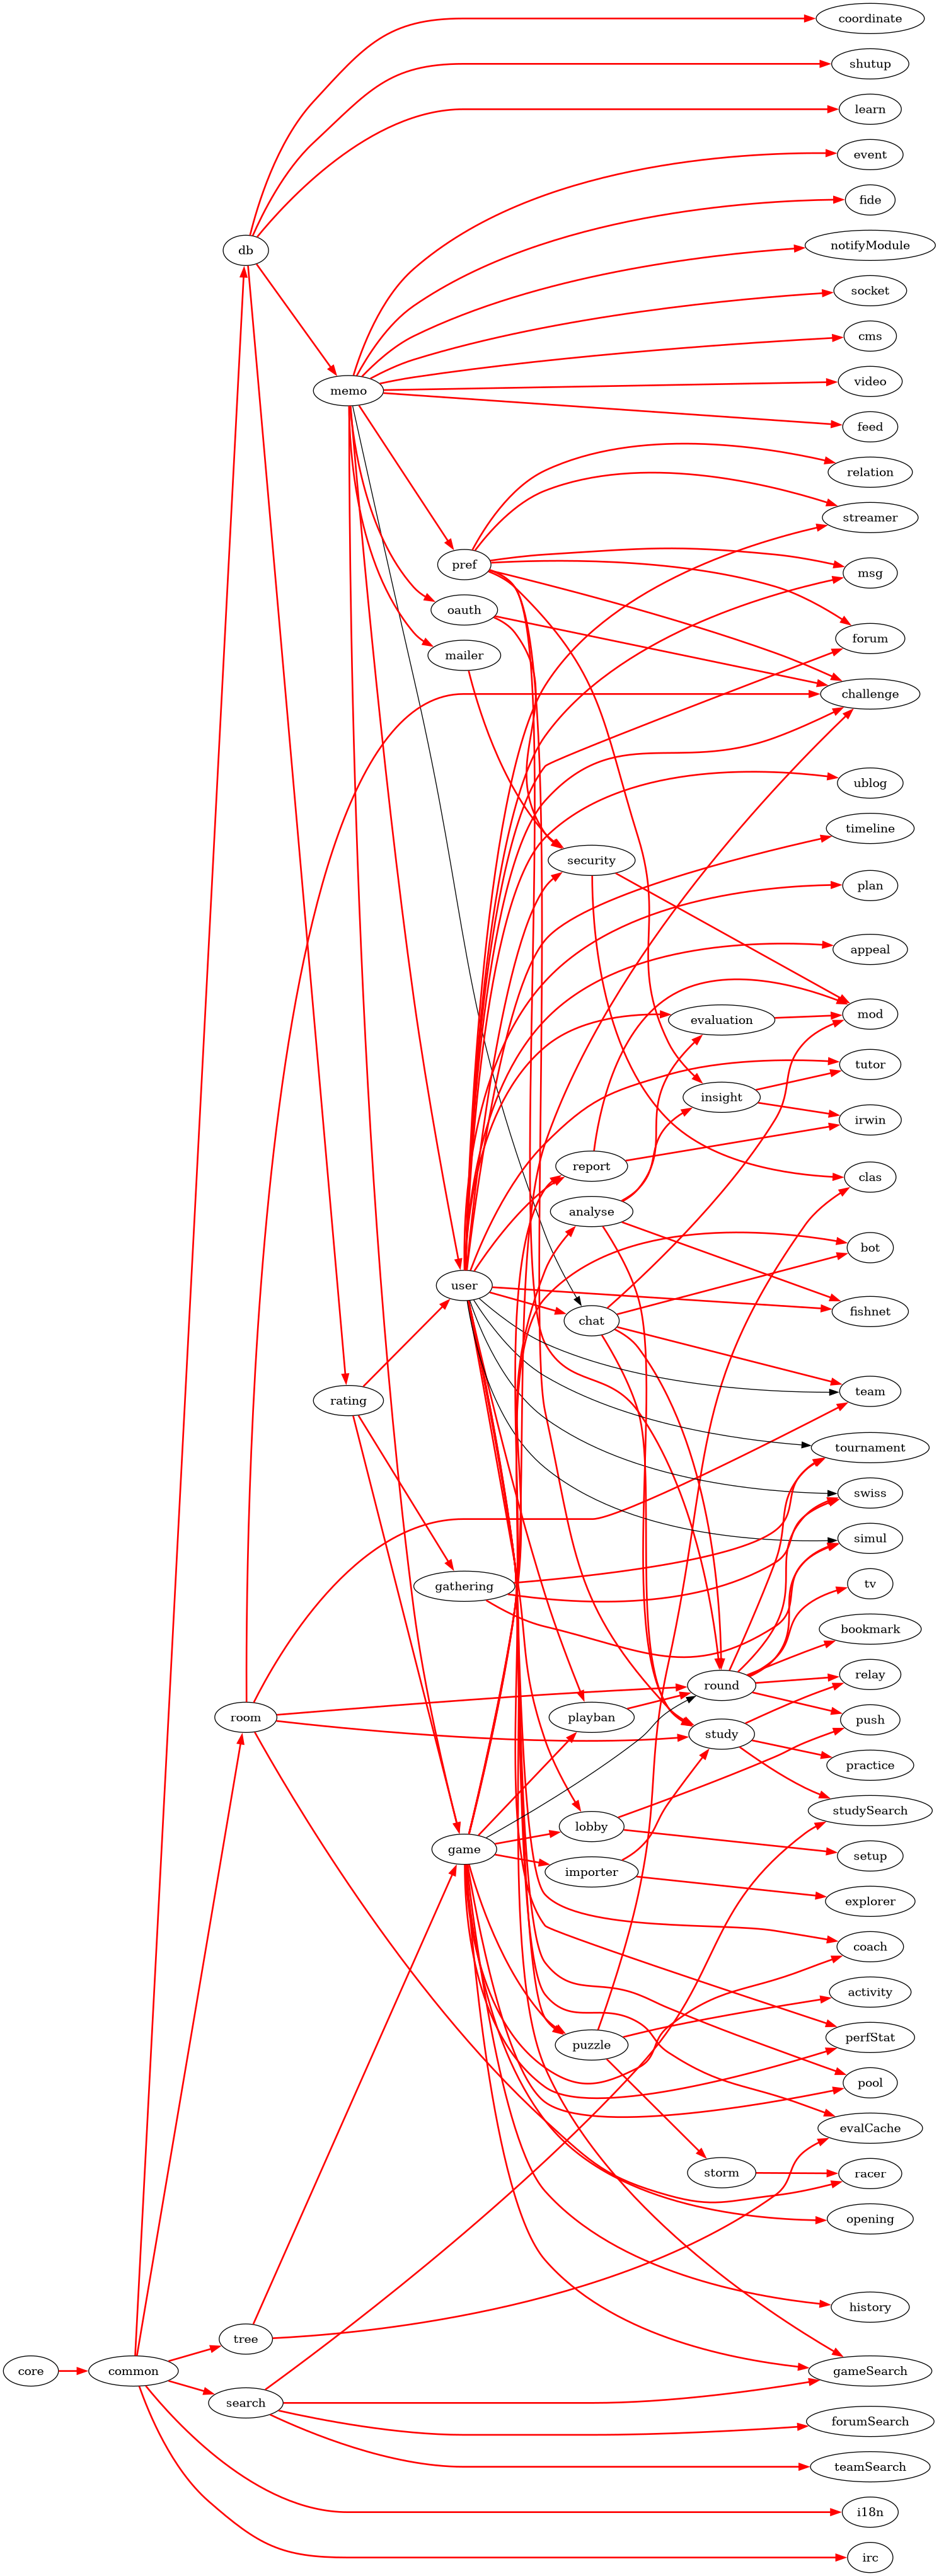 coordinate
shutup
learn
event
fide
db
notifyModule
socket
cms
video
memo
feed
relation
streamer
pref
msg
oauth
forum
mailer
challenge
ublog
timeline
security
plan
appeal
mod
evaluation
tutor
insight
irwin
report
clas
analyse
bot
user
fishnet
chat
team
rating
tournament
swiss
simul
gathering
tv
bookmark
relay
round
room
playban
push
study
practice
studySearch
lobby
game
setup
importer
explorer
coach
activity
perfStat
puzzle
pool
evalCache
storm
racer
opening
history
tree
core
common
gameSearch
search
forumSearch
teamSearch
i18n
irc